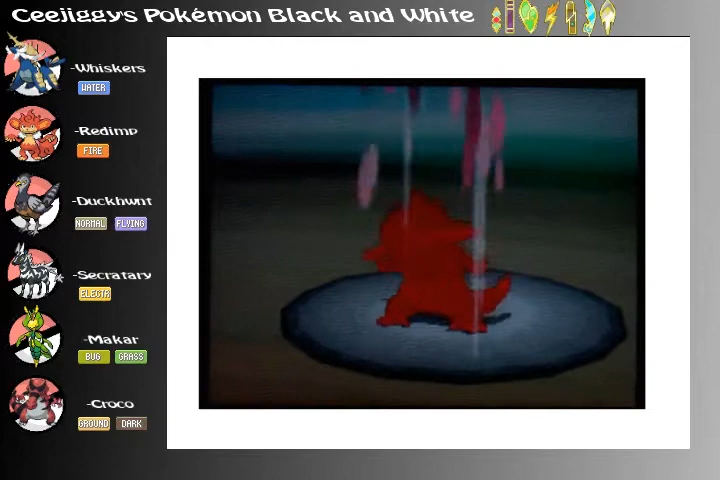 Ceejiggy's Pokémon Black and White
-Whiskers
WATER
-Redimp
FIRE
-Duckhunt
NORMAL FLYING
-Secratary
ELECTR
-Makar
BUG GRASS
-Croco
GROUND DARK